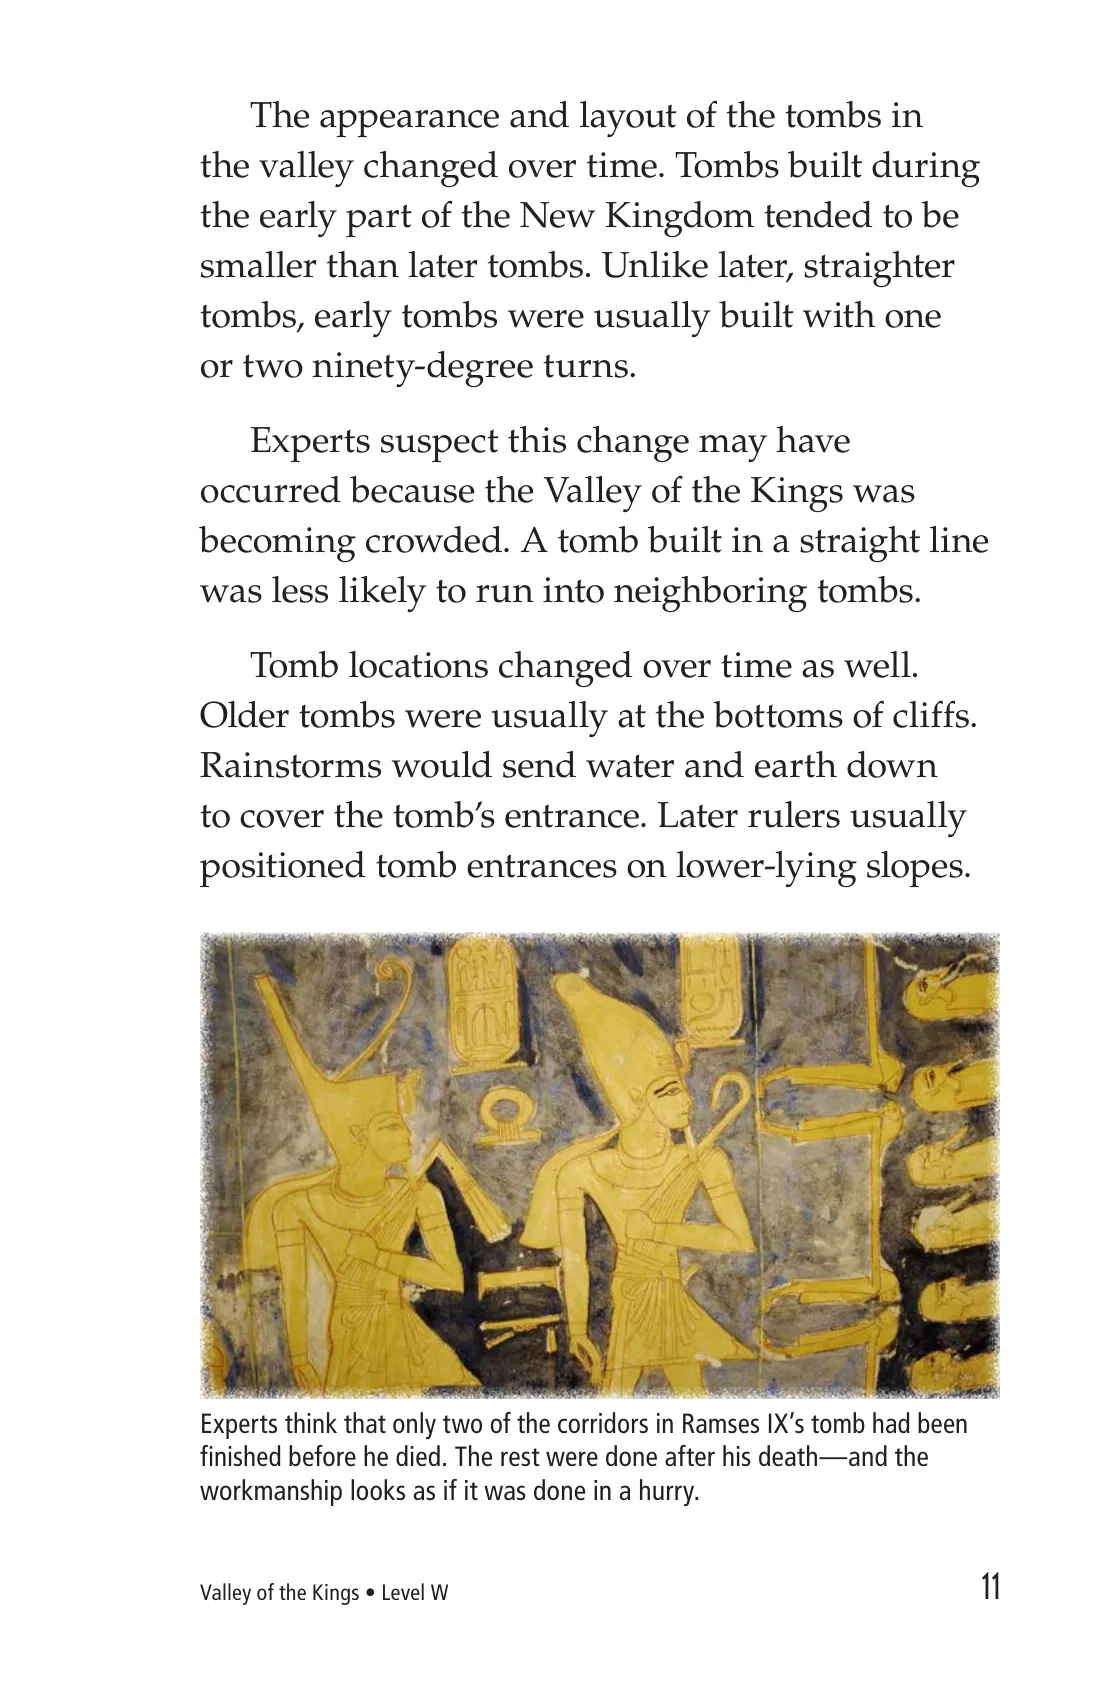 The appearance and layout of the tombs in
the valley changed over time. Tombs built during
the early part of the New Kingdom tended to be
smaller than later tombs. Unlike later, straighter
tombs, early tombs were usually built with one
or two ninety-degree turns.
Experts suspect this change may have
occurred because the Valley of the Kings was
becoming crowded. A tomb built in a straight line
was less likely to run into neighboring tombs.
Tomb locations changed over time as well.
Older tombs were usually at the bottoms of cliffs.
Rainstorms would send water and earth down
to cover the tomb’s entrance. Later rulers usually
positioned tomb entrances on lower-lying slopes.
Experts think that only two of the corridors in Ramses IX’s tomb had been
finished before he died. The rest were done after his death—and the
workmanship looks as if it was done in a hurry.
Valley of the Kings • Level W
11